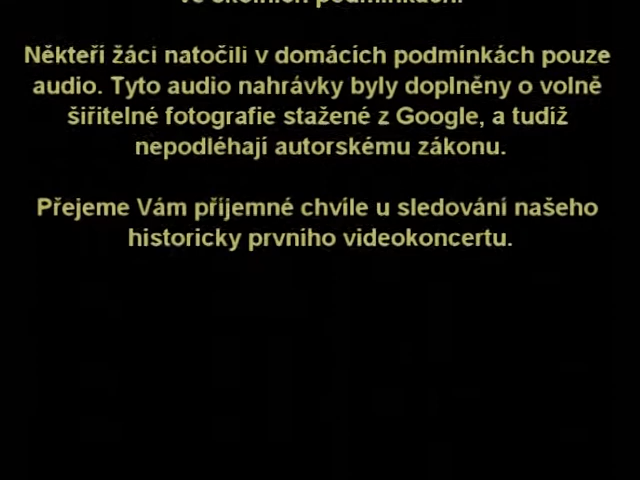 Někteří žáci natočili v domácích podmínkách pouze
audio. Tyto audio nahrávky byly doplněny o volně
šiřitelné fotografie stažené z Google, a tudíž
nepodléhají autorskému zákonu.
Přejeme Vám příjemné chvíle u sledování našeho
historicky prvního videokoncertu.